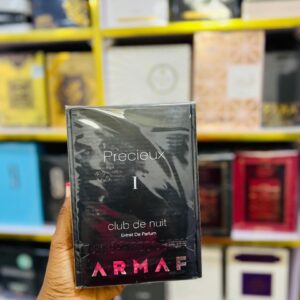 Precieux
I
club de nuit
Extrait De Parfum
ARMAF